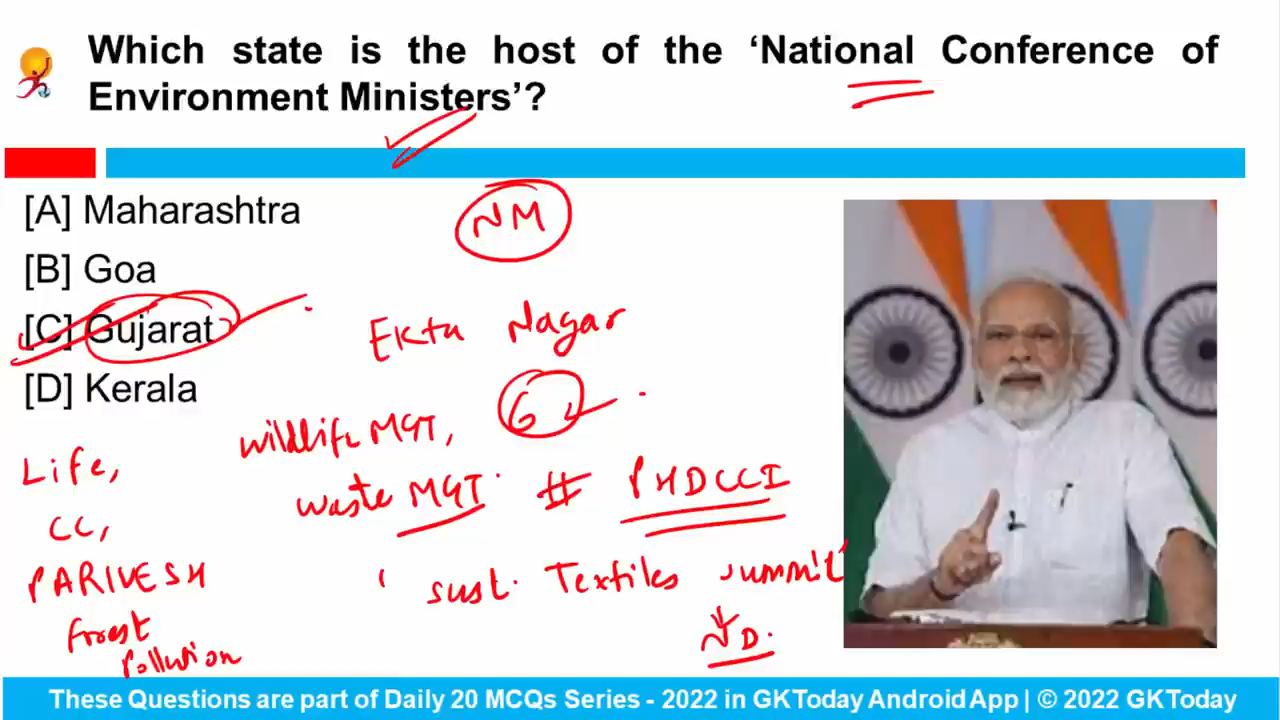 Which state is the host of the ‘National Conference of
Environment Ministers’?
[A] Maharashtra
[B] Goa
[C] Gujarat
[D] Kerala
NM
Ekta Nagar
6
wildlife MGT,
Life,
waste MGT # PHDCCI
CC,
PARIVESH
' sust. Textiles summit'
forest
ND.
Pollution
These Questions are part of Daily 20 MCQs Series - 2022 in GKToday Android App | © 2022 GKToday